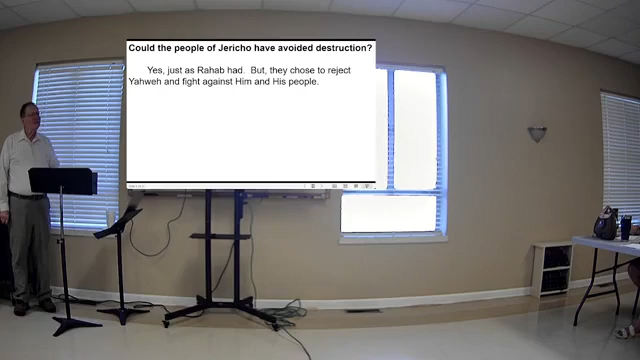 Could the people of Jericho have avoided destruction?
Yes, just as Rahab had. But, they chose to reject
Yahweh and fight against Him and His people.